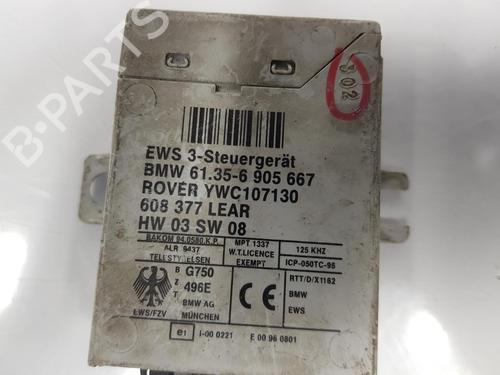 302
EWS 3-Steuergerät
BMW 61.35-6 905 667
ROVER YWC107130
608 377 LEAR
HW 03 SW 08
BAKOM 94.0580.K.P.
ALR 9437
TELESTYRELSEN
MPT 1337
W.T.LICENCE
EXEMPT
125 KHZ
ICP-050TC-95
B Z T
G750
496E
BMW AG
MÜNCHEN
EWS/FZV
CE
RTT/D/X1162
BMW
EWS
e1
I-00 0221
E 00 96 0801
B-PARTS